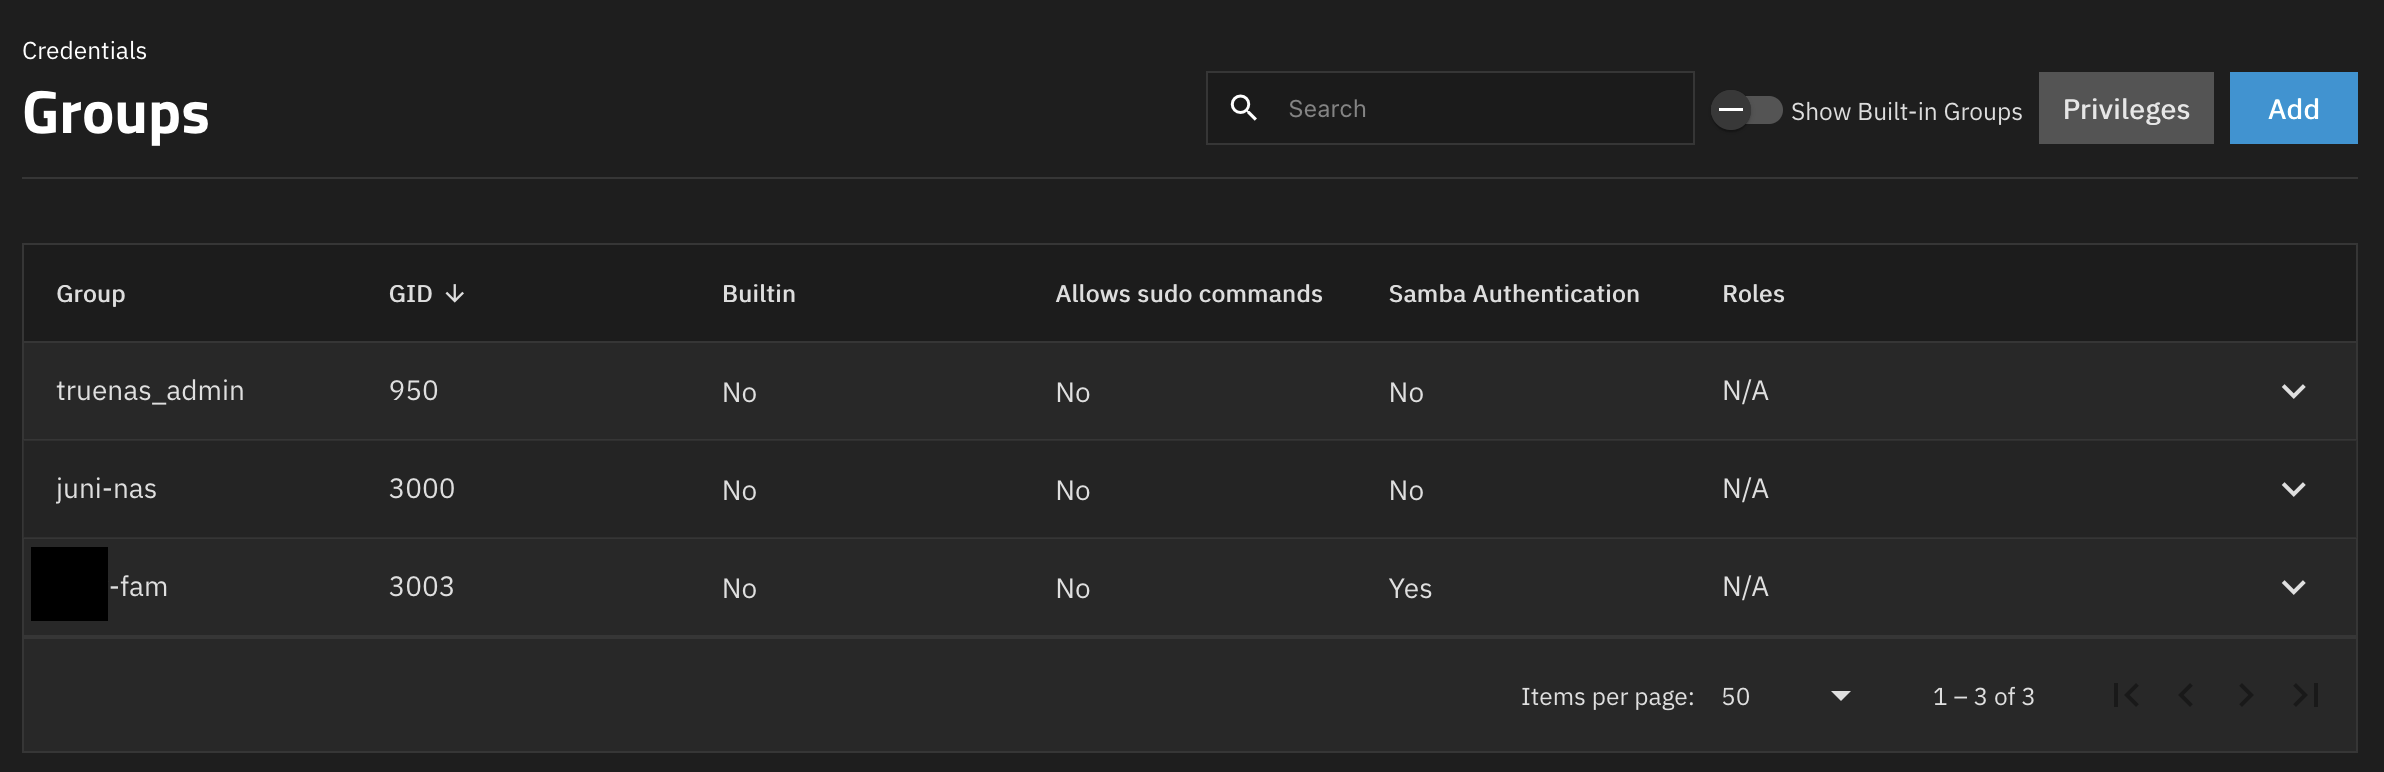 Credentials
Groups
Search
Show Built-in Groups
Privileges
Add
Group GID Builtin Allows sudo commands Samba Authentication Roles
truenas_admin 950 No No No N/A
juni-nas 3000 No No No N/A
-fam 3003 No No Yes N/A
Items per page: 50 1 – 3 of 3